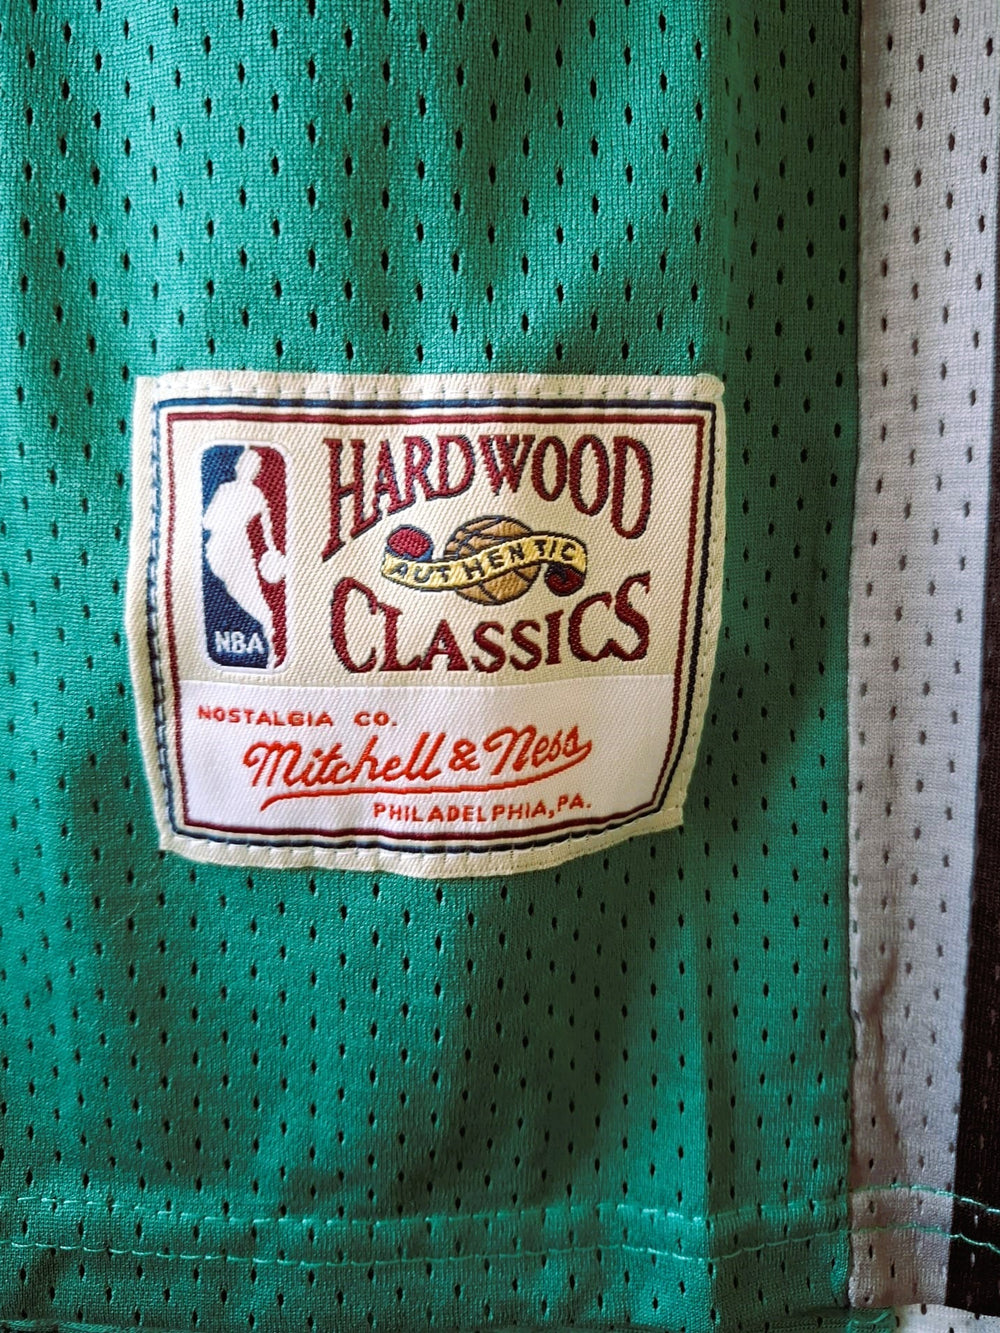 HARDWOOD
AUTHENTIC
CLASSICS
NBA
NOSTALGIA CO.
Mitchell & Ness
PHILADELPHIA, PA.